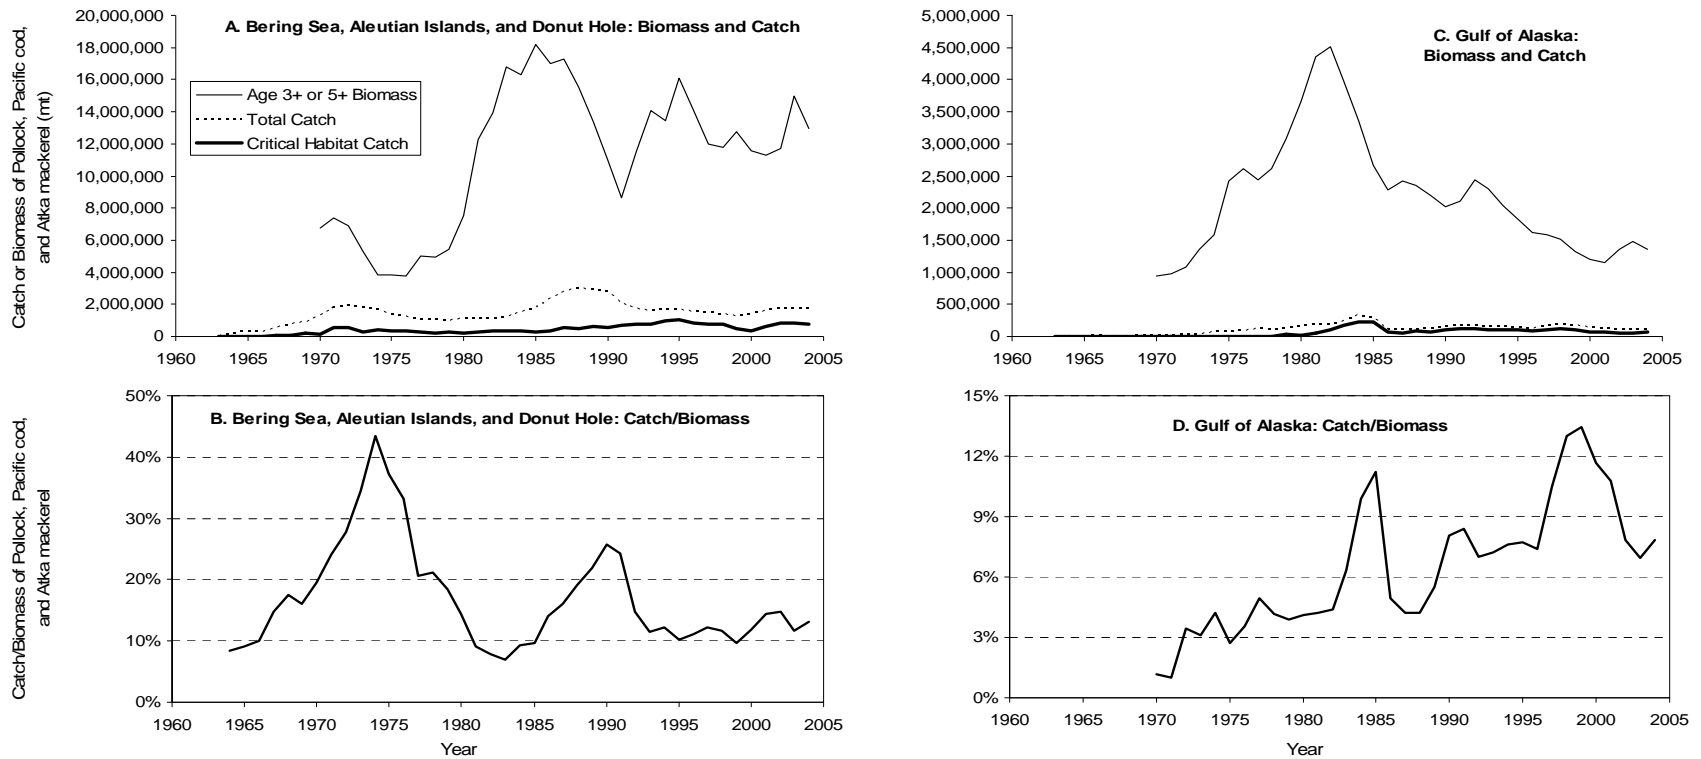 Catch or Biomass of Pollock, Pacific cod,
and Atka mackerel (mt)
A. Bering Sea, Aleutian Islands, and Donut Hole: Biomass and Catch
Age 3+ or 5+ Biomass
Total Catch
Critical Habitat Catch
20,000,000
18,000,000
16,000,000
14,000,000
12,000,000
10,000,000
8,000,000
6,000,000
4,000,000
2,000,000
0
1960 1965 1970 1975 1980 1985 1990 1995 2000 2005
C. Gulf of Alaska:
Biomass and Catch
5,000,000
4,500,000
4,000,000
3,500,000
3,000,000
2,500,000
2,000,000
1,500,000
1,000,000
500,000
0
1960 1965 1970 1975 1980 1985 1990 1995 2000 2005
Catch/Biomass of Pollock, Pacific cod,
and Atka mackerel
B. Bering Sea, Aleutian Islands, and Donut Hole: Catch/Biomass
50%
40%
30%
20%
10%
0%
1960 1965 1970 1975 1980 1985 1990 1995 2000 2005
Year
D. Gulf of Alaska: Catch/Biomass
15%
12%
9%
6%
3%
0%
1960 1965 1970 1975 1980 1985 1990 1995 2000 2005
Year